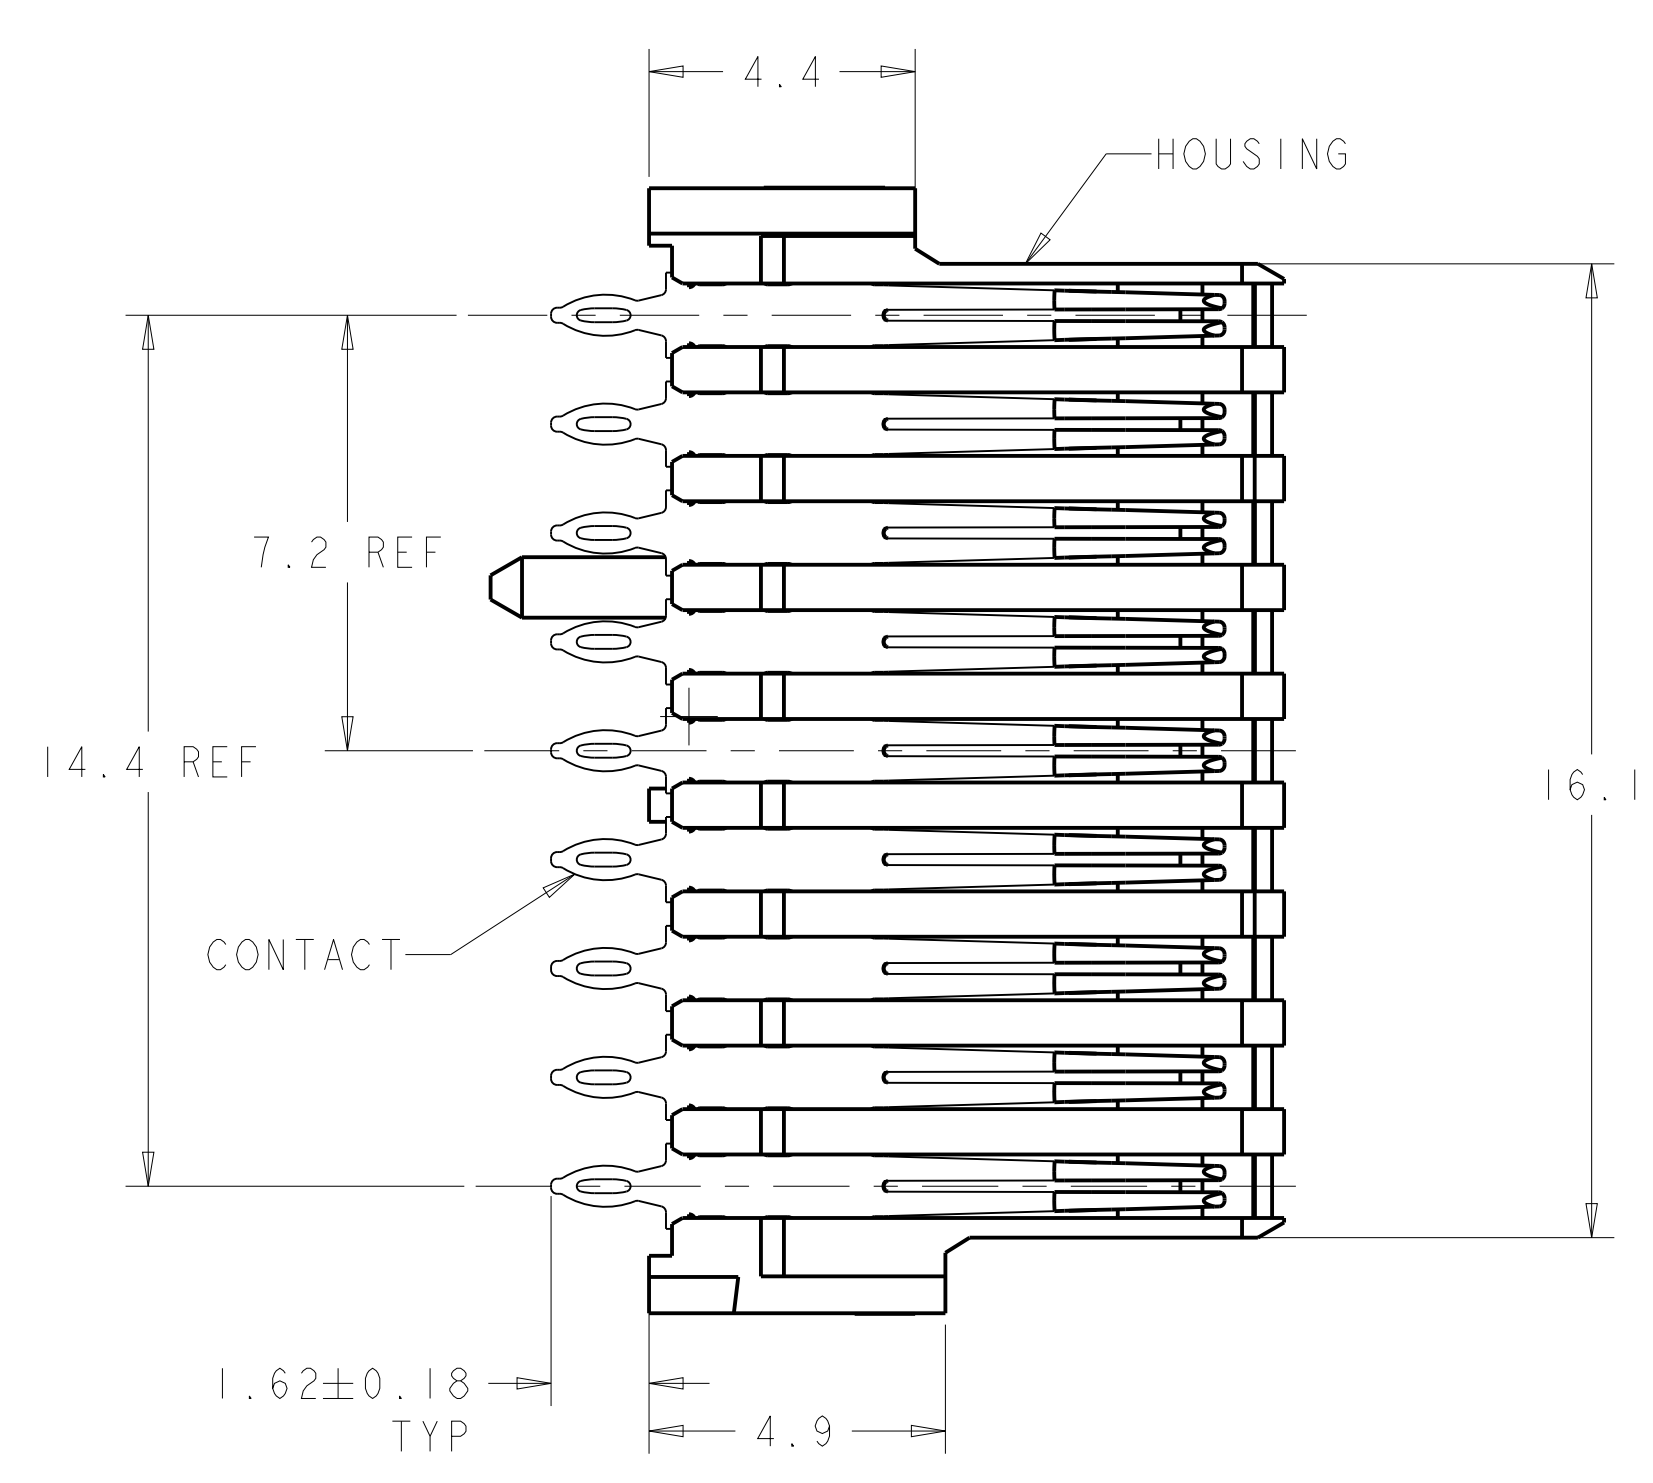 4.4
HOUSING
7.2 REF
14.4 REF
16.1
CONTACT
1.62±0.18
TYP
4.9